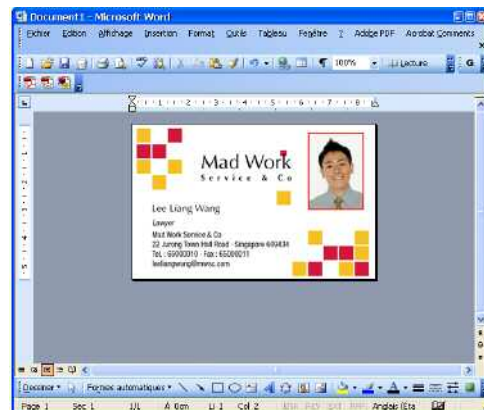 Document1 - Microsoft Word
Fichier Edition Affichage Insertion Format Outils Tableau Fenêtre ? Adobe PDF Acrobat Comments
100% Lecture G
Mad Work
Service & Co
Lee Liang Wang
Lawyer
Mad Work Service & Co
22 Jurong Town Hall Road - Singapore
TeL : 65000010 - Fax : 65000011
leeliangwang@mwsc.com
Dessiner Formes automatiques
Page 1 Sec 1 1/1 À 0cm Li 1 Col 2 Anglais (Éta